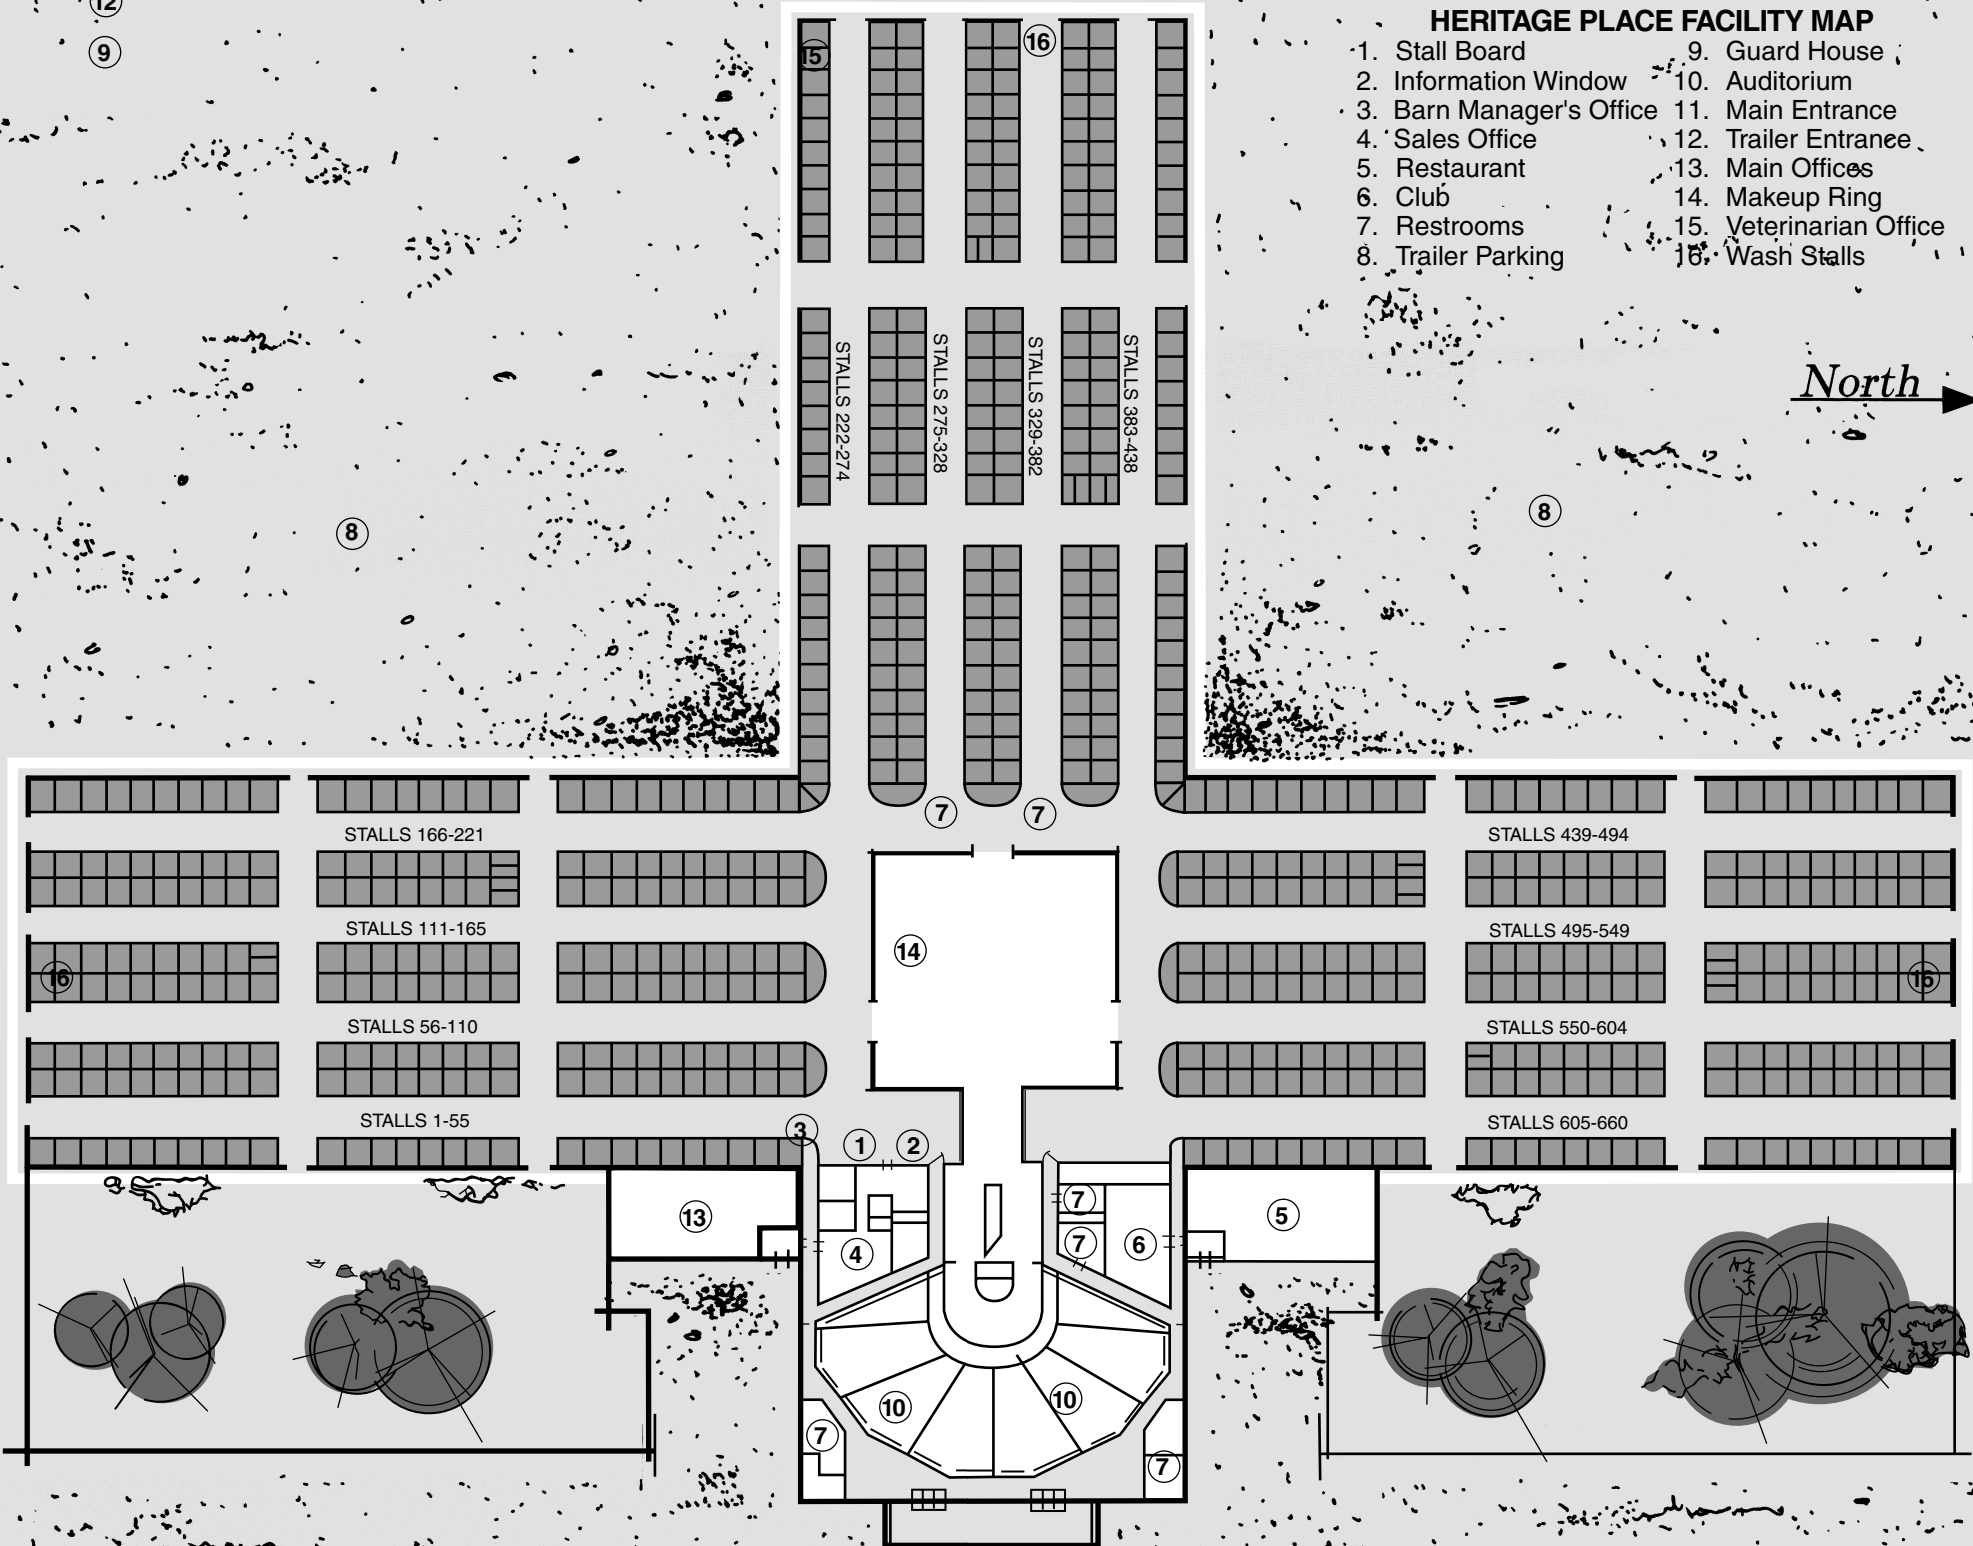 12
9
15
16
HERITAGE PLACE FACILITY MAP
1. Stall Board
2. Information Window
3. Barn Manager's Office
4. Sales Office
5. Restaurant
6. Club
7. Restrooms
8. Trailer Parking
9. Guard House
10. Auditorium
11. Main Entrance
12. Trailer Entrance
13. Main Offices
14. Makeup Ring
15. Veterinarian Office
16. Wash Stalls
STALLS 222-274
STALLS 275-328
STALLS 329-382
STALLS 383-438
North
8
8
7
7
STALLS 166-221
STALLS 439-494
STALLS 111-165
STALLS 495-549
14
16
16
STALLS 56-110
STALLS 550-604
STALLS 1-55
STALLS 605-660
3
1
2
13
4
7
7
6
5
10
10
7
7